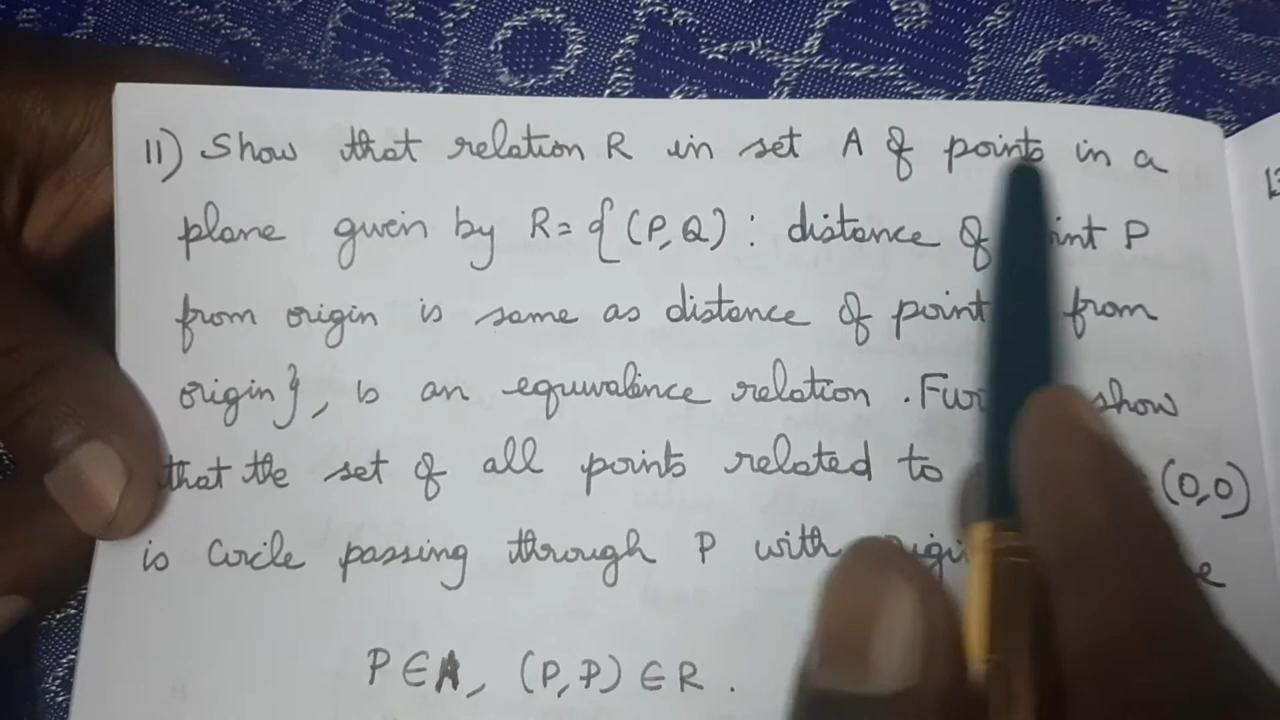 11) Show that relation R in set A of points in a
plane given by R= {(P,Q): distance of int P
from origin is same as distance of point from
origin}, is an equivalence relation. Fur show
that the set of all points related to (0,0)
is circle passing through P with rigi e
P∈A, (P,P) ∈ R.